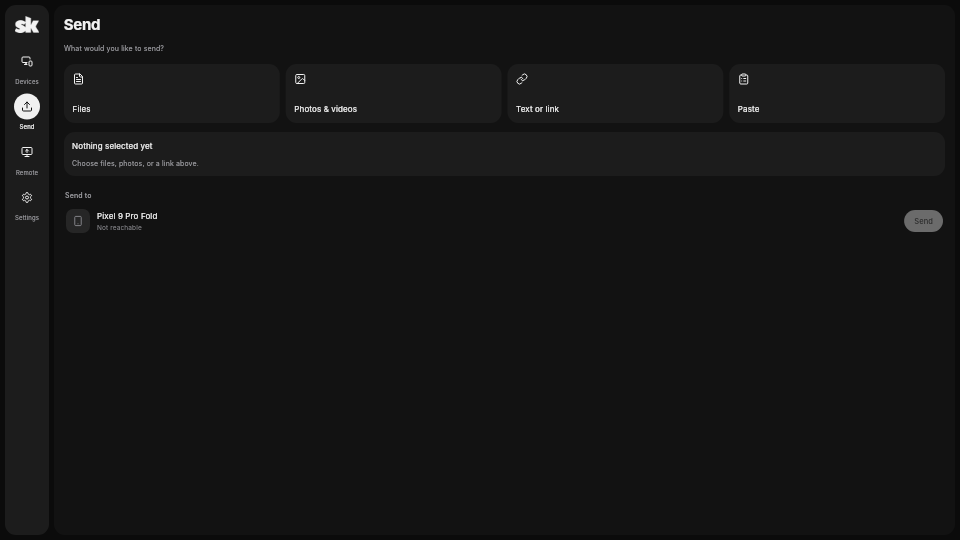 sk
Send
What would you like to send?
Devices
Send
Remote
Settings
Files
Photos & videos
Text or link
Paste
Nothing selected yet
Choose files, photos, or a link above.
Send to
Pixel 9 Pro Fold
Not reachable
Send